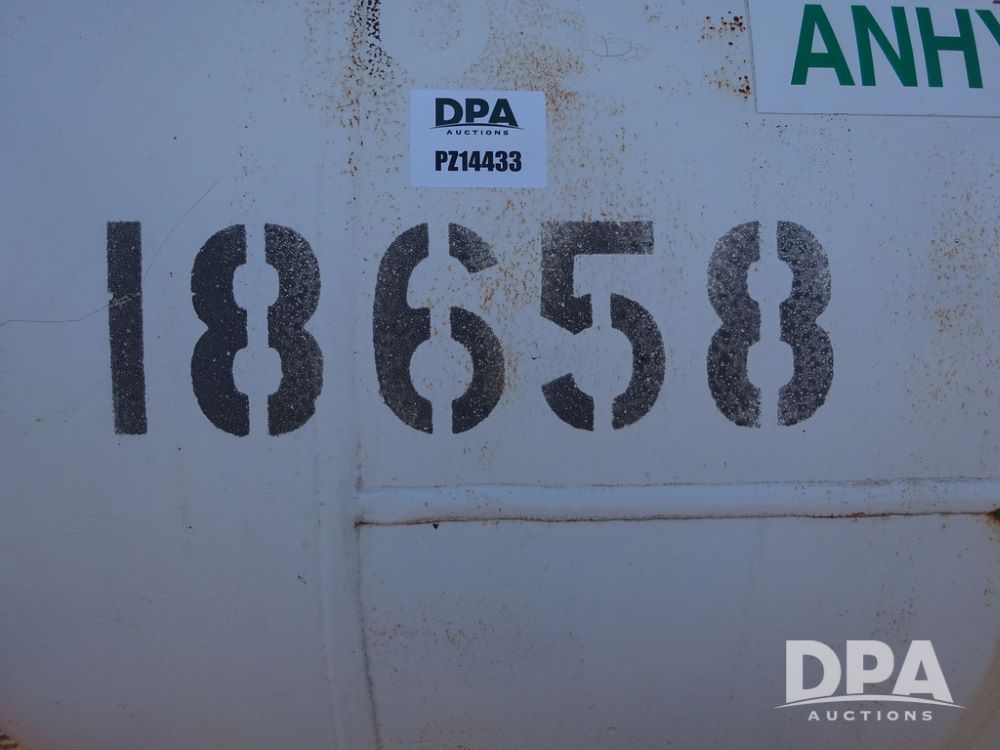 ANHY
DPA
AUCTIONS
PZ14433
18658
DPA
AUCTIONS